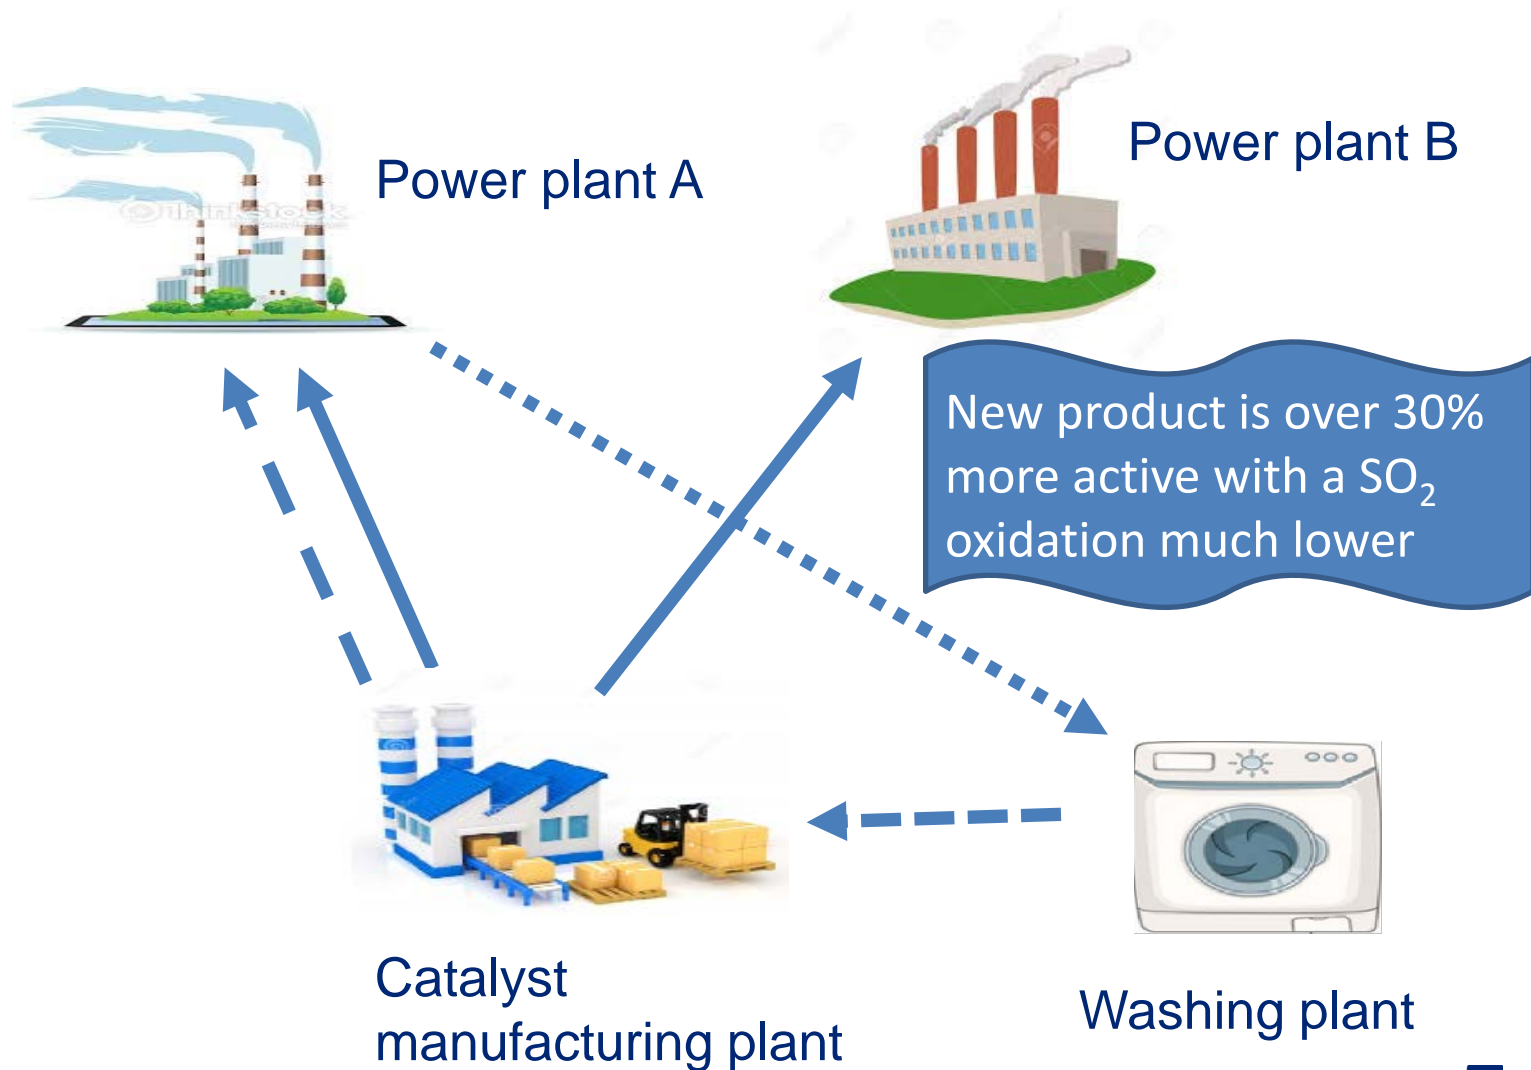 Power plant A
Power plant B
New product is over 30%
more active with a SO₂
oxidation much lower
Catalyst
manufacturing plant
Washing plant